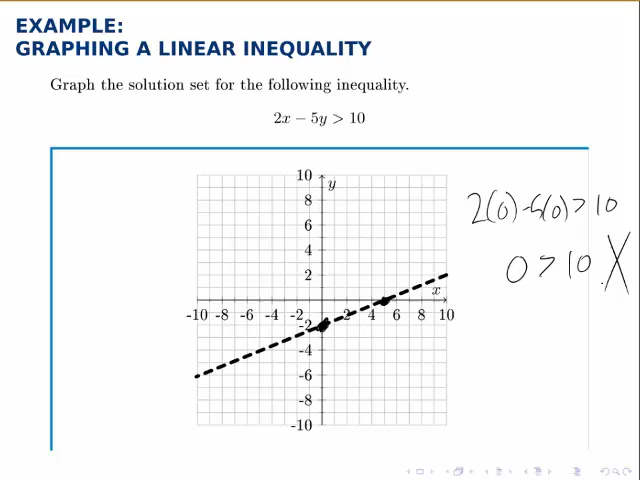 EXAMPLE:
GRAPHING A LINEAR INEQUALITY
Graph the solution set for the following inequality.
2x − 5y > 10
10
y
8
6
4
2
x
-10 -8 -6 -4 -2 2 4 6 8 10
-2
-4
-6
-8
-10
2(0) -5(0) > 10
0 > 10 X